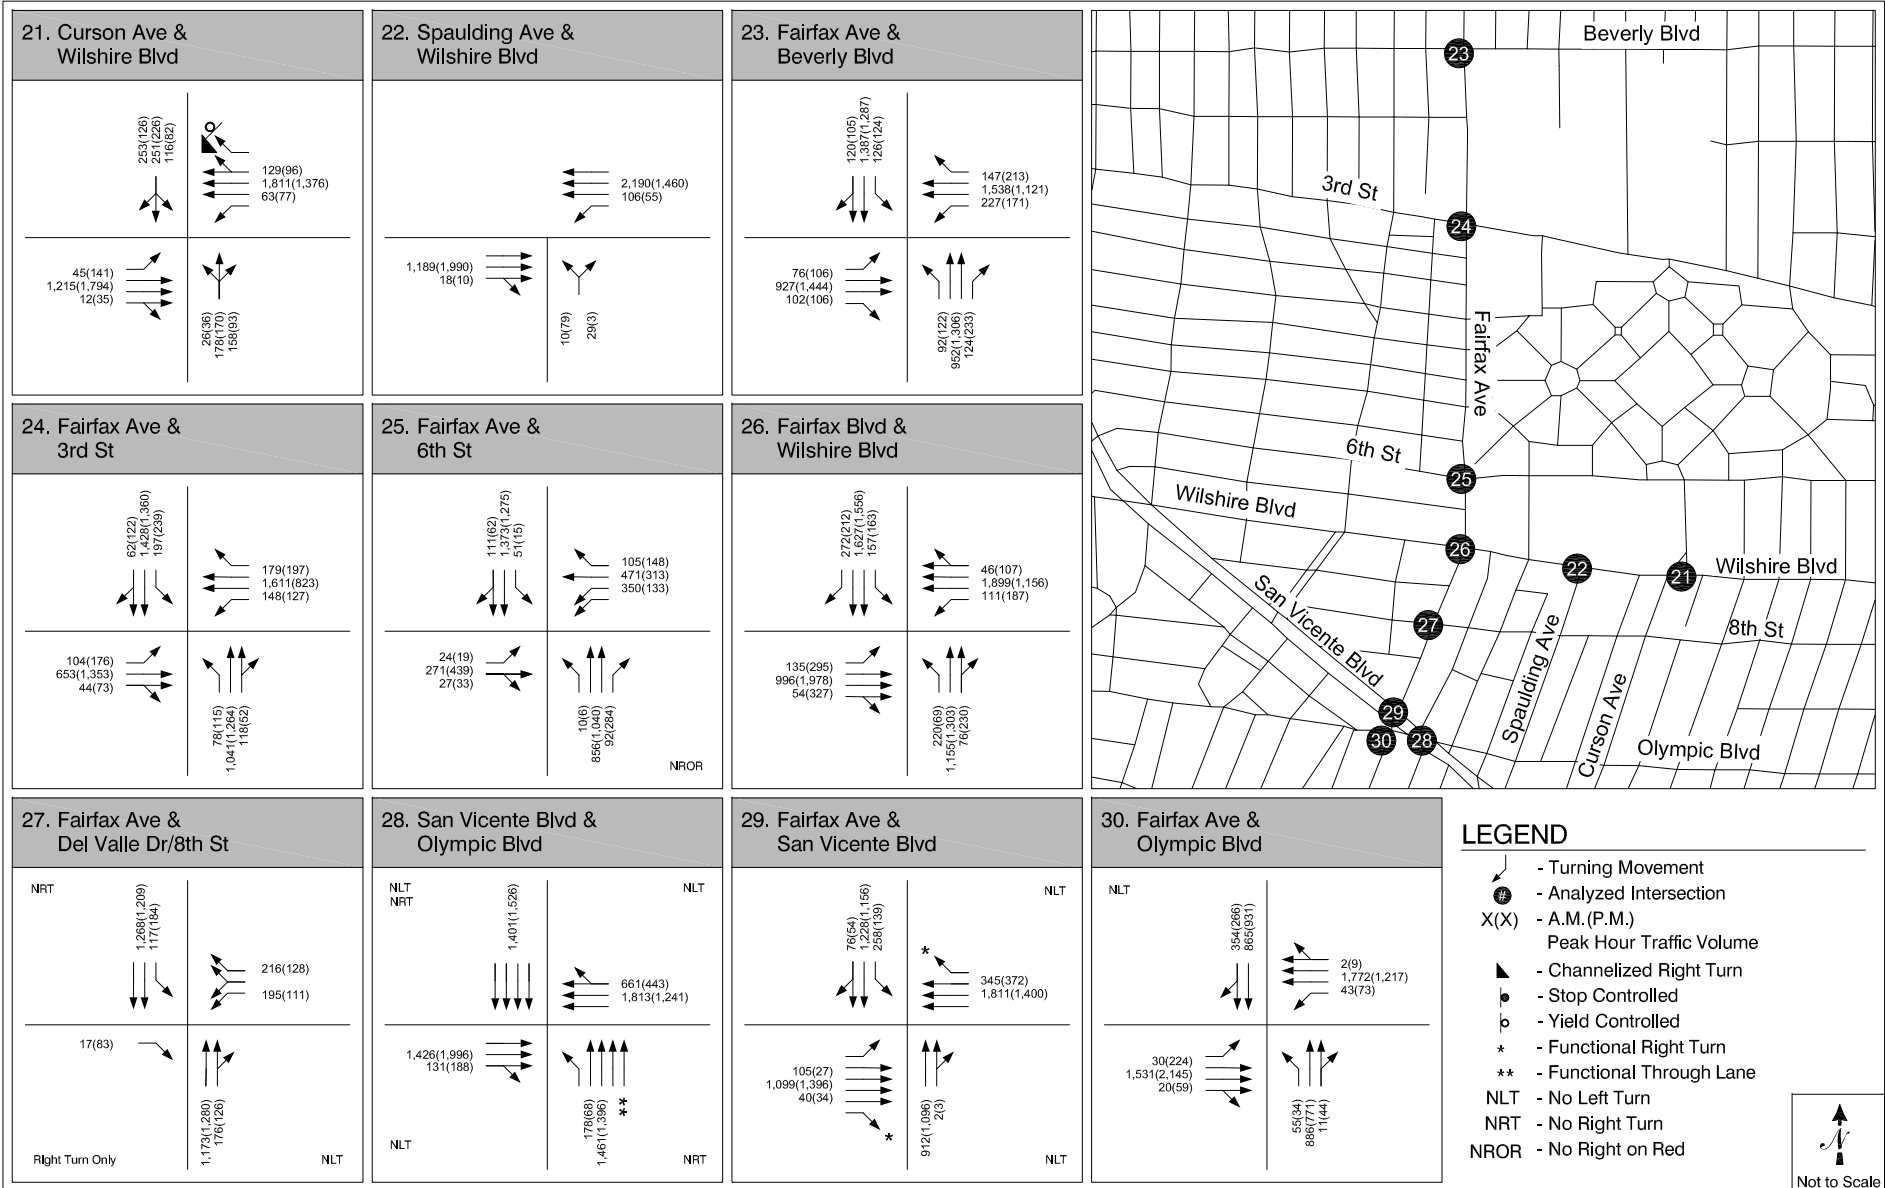 21. Curson Ave &
Wilshire Blvd
253(126)
251(226)
116(82)
129(96)
1,811(1,376)
63(77)
45(141)
1,215(1,794)
12(35)
26(36)
178(170)
158(93)
22. Spaulding Ave &
Wilshire Blvd
2,190(1,460)
106(55)
1,189(1,990)
18(10)
10(79)
29(3)
23. Fairfax Ave &
Beverly Blvd
120(105)
1,387(1,287)
126(124)
147(213)
1,538(1,121)
227(171)
76(106)
927(1,444)
102(106)
92(122)
952(1,306)
124(233)
24. Fairfax Ave &
3rd St
62(122)
1,428(1,360)
197(239)
179(197)
1,611(823)
148(127)
104(176)
653(1,353)
44(73)
78(115)
1,041(1,264)
118(52)
25. Fairfax Ave &
6th St
111(62)
1,373(1,275)
51(15)
105(148)
471(313)
350(133)
24(19)
271(439)
27(33)
10(6)
856(1,040)
92(284)
NROR
26. Fairfax Blvd &
Wilshire Blvd
272(212)
1,627(1,556)
157(163)
46(107)
1,899(1,156)
111(187)
135(295)
996(1,978)
54(327)
220(69)
1,155(1,303)
76(230)
27. Fairfax Ave &
Del Valle Dr/8th St
NRT
1,268(1,209)
117(184)
216(128)
195(111)
17(83)
1,173(1,280)
176(126)
Right Turn Only
NLT
28. San Vicente Blvd &
Olympic Blvd
NLT
NRT
1,401(1,526)
NLT
661(443)
1,813(1,241)
1,426(1,996)
131(188)
178(68)
1,461(1,396)
**
NLT
NRT
29. Fairfax Ave &
San Vicente Blvd
76(54)
1,228(1,156)
258(139)
NLT
*
345(372)
1,811(1,400)
105(27)
1,099(1,396)
40(34)
*
912(1,096)
2(3)
NLT
30. Fairfax Ave &
Olympic Blvd
NLT
354(266)
865(931)
2(9)
1,772(1,217)
43(73)
30(224)
1,531(2,145)
20(59)
55(34)
886(771)
11(44)
Beverly Blvd
23
3rd St
24
Fairfax Ave
6th St
25
Wilshire Blvd
26
22
21
Wilshire Blvd
San Vicente Blvd
27
8th St
Spaulding Ave
Curson Ave
29
30
28
Olympic Blvd
LEGEND
- Turning Movement
# - Analyzed Intersection
X(X) - A.M.(P.M.)
Peak Hour Traffic Volume
- Channelized Right Turn
- Stop Controlled
- Yield Controlled
* - Functional Right Turn
** - Functional Through Lane
NLT - No Left Turn
NRT - No Right Turn
NROR - No Right on Red
N
Not to Scale